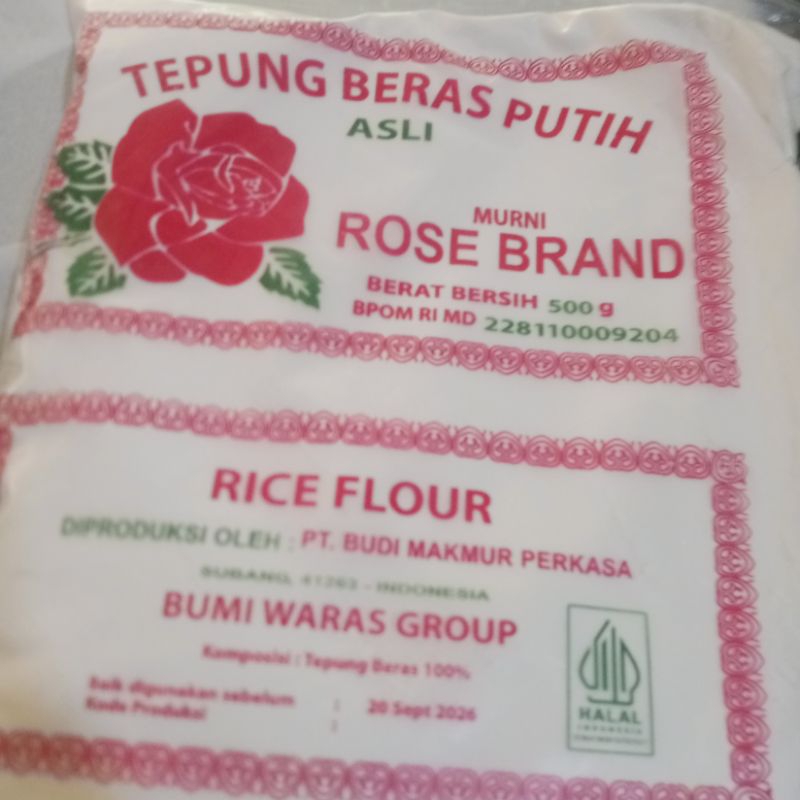 TEPUNG BERAS PUTIH
ASLI
MURNI
ROSE BRAND
BERAT BERSIH 500 g
BPOM RI MD 228110009204
RICE FLOUR
DIPRODUKSI OLEH : PT. BUDI MAKMUR PERKASA
SUBANG, 41262 - INDONESIA
BUMI WARAS GROUP
Komposisi : Tepung Beras 100%
Baik digunakan sebelum : 20 Sept 2026
Kode Produksi :
HALAL
INDONESIA